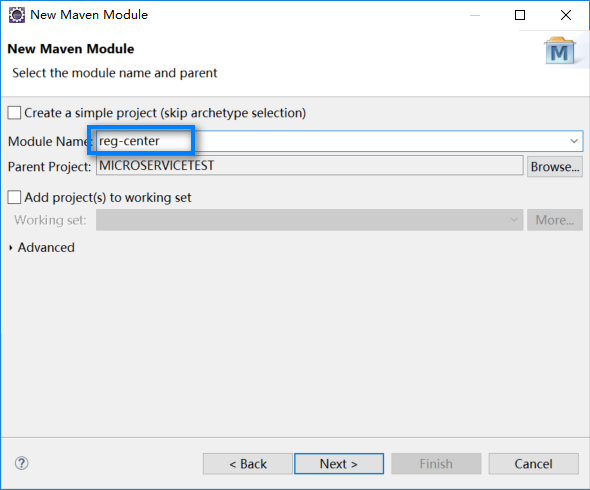 New Maven Module
New Maven Module
Select the module name and parent
M
Create a simple project (skip archetype selection)
Module Name: reg-center
Parent Project: MICROSERVICETEST Browse...
Add project(s) to working set
Working set: More...
Advanced
? < Back Next > Finish Cancel